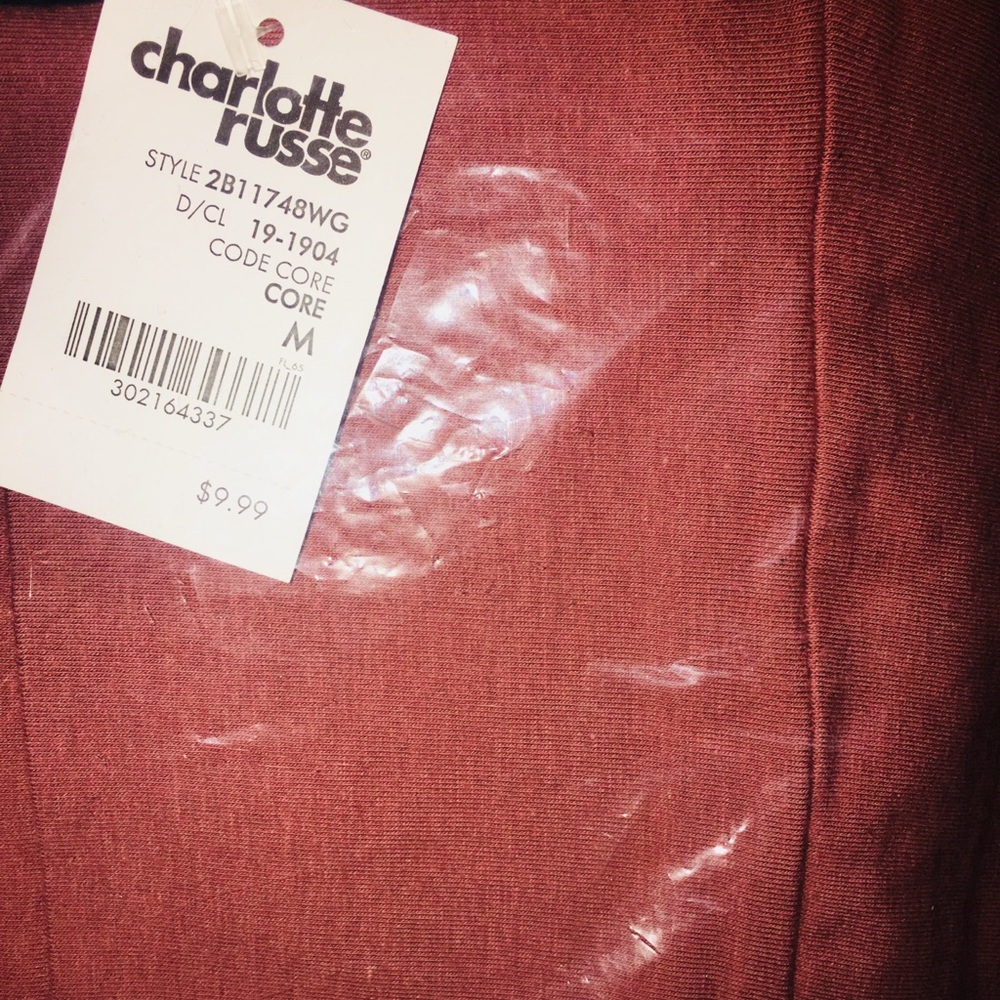 charlotte
russe®
STYLE 2B11748WG
D/CL 19-1904
CODE CORE
CORE
M
302164337
$9.99